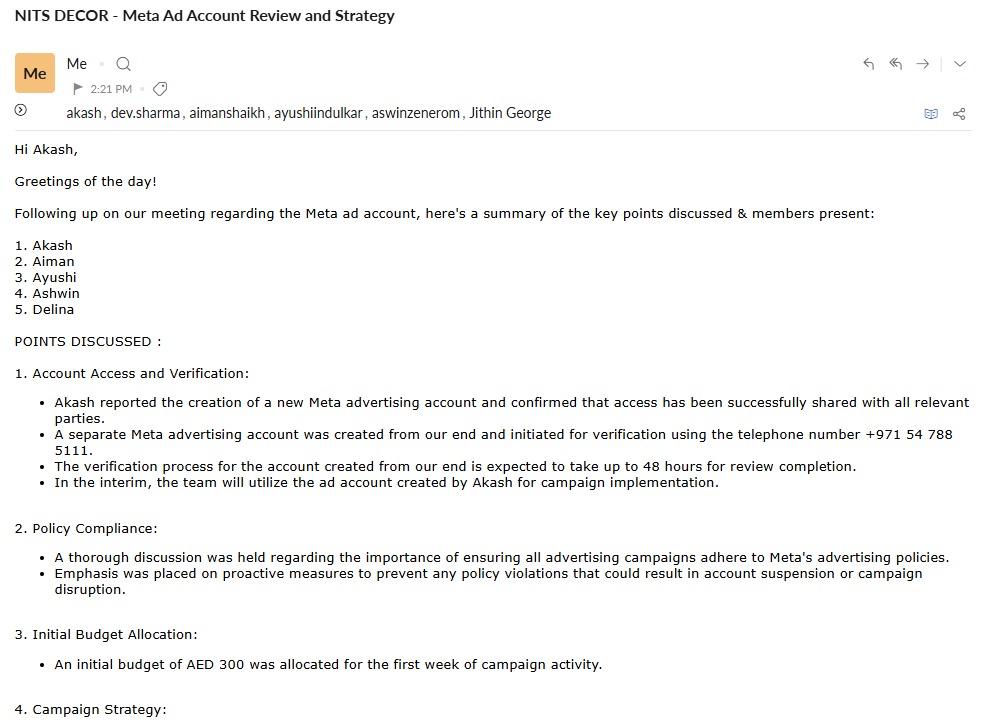 NITS DECOR - Meta Ad Account Review and Strategy
Me
Me
2:21 PM
akash, dev.sharma, aimanshaikh, ayushiindulkar, aswinzenerom, Jithin George
Hi Akash,
Greetings of the day!
Following up on our meeting regarding the Meta ad account, here's a summary of the key points discussed & members present:
1. Akash
2. Aiman
3. Ayushi
4. Ashwin
5. Delina
POINTS DISCUSSED :
1. Account Access and Verification:
• Akash reported the creation of a new Meta advertising account and confirmed that access has been successfully shared with all relevant
parties.
• A separate Meta advertising account was created from our end and initiated for verification using the telephone number +971 54 788
5111.
• The verification process for the account created from our end is expected to take up to 48 hours for review completion.
• In the interim, the team will utilize the ad account created by Akash for campaign implementation.
2. Policy Compliance:
• A thorough discussion was held regarding the importance of ensuring all advertising campaigns adhere to Meta's advertising policies.
• Emphasis was placed on proactive measures to prevent any policy violations that could result in account suspension or campaign
disruption.
3. Initial Budget Allocation:
• An initial budget of AED 300 was allocated for the first week of campaign activity.
4. Campaign Strategy: